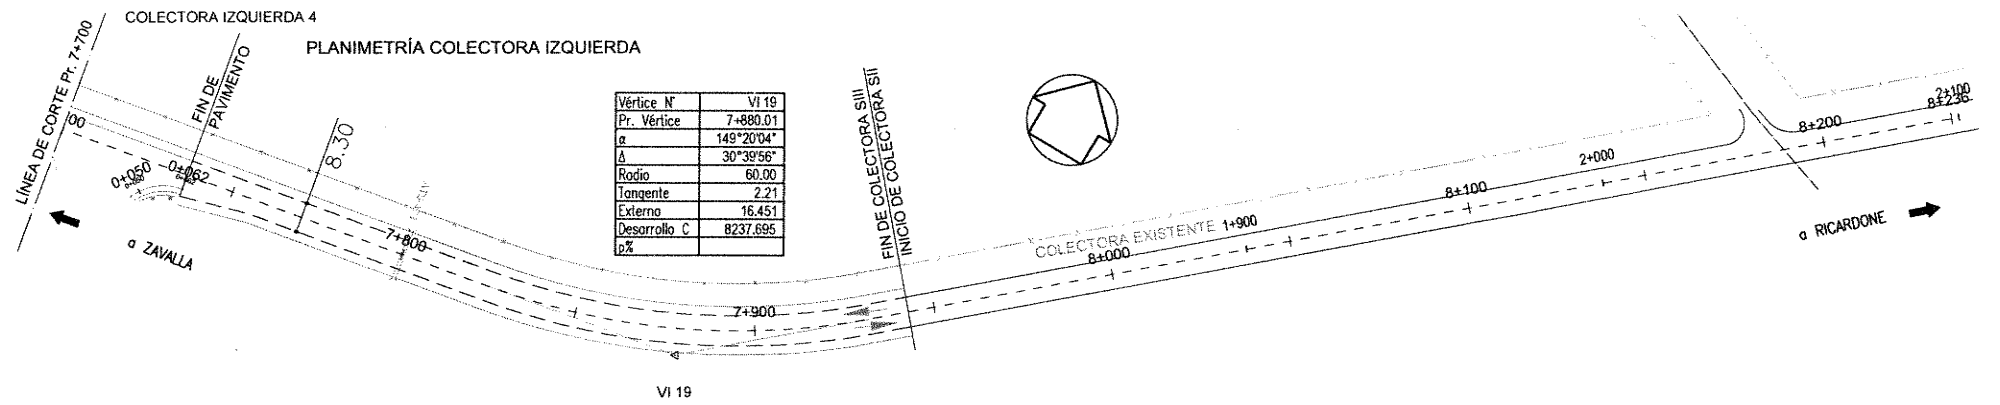 COLECTORA IZQUIERDA 4
PLANIMETRÍA COLECTORA IZQUIERDA
LÍNEA DE CORTE Pr. 7+700
00
FIN DE
PAVIMENTO
8.30
0+050
0+062
a ZAVALLA
7+800
Vértice N° VI 19
Pr. Vértice 7+880.01
α 149°20'04"
Δ 30°39'56"
Radio 60.00
Tangente 2.21
Externa 16.451
Desarrollo C 8237.695
p%
7+900
VI 19
FIN DE COLECTORA SIII
INICIO DE COLECTORA SII
COLECTORA EXISTENTE
1+900
8+000
8+100
2+000
8+200
2+100
8+236
a RICARDONE